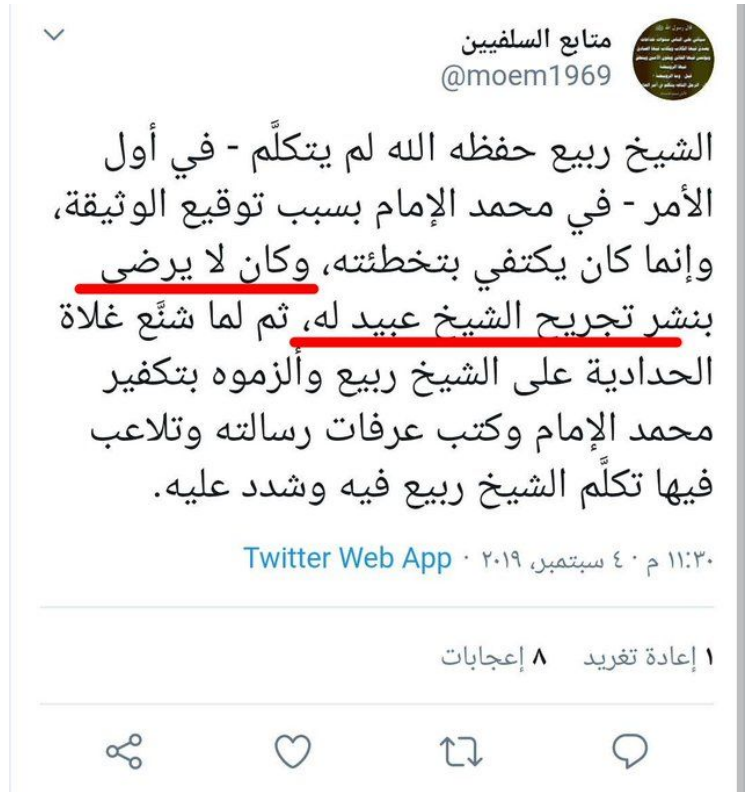 متابع السلفيين
@moem1969
الشيخ ربيع حفظه الله لم يتكلَّم - في أول
الأمر - في محمد الإمام بسبب توقيع الوثيقة،
وإنما كان يكتفي بتخطئته، وكان لا يرضى
بنشر تجريح الشيخ عبيد له، ثم لما شنَّع غلاة
الحدادية على الشيخ ربيع وألزموه بتكفير
محمد الإمام وكتب عرفات رسالته وتلاعب
فيها تكلَّم الشيخ ربيع فيه وشدد عليه.
١١:٣٠ م · ٤ سبتمبر، ٢٠١٩ · Twitter Web App
١ إعادة تغريد ٨ إعجابات